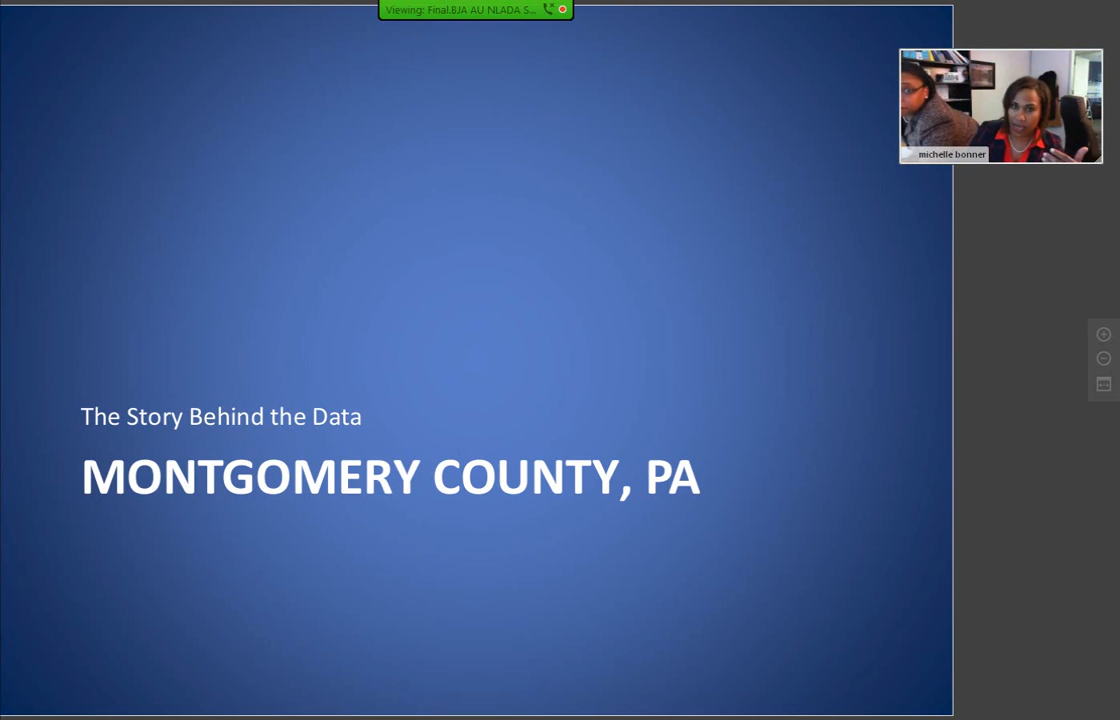 Viewing: Final.BJA AU NLADA S...
michelle bonner
The Story Behind the Data
MONTGOMERY COUNTY, PA